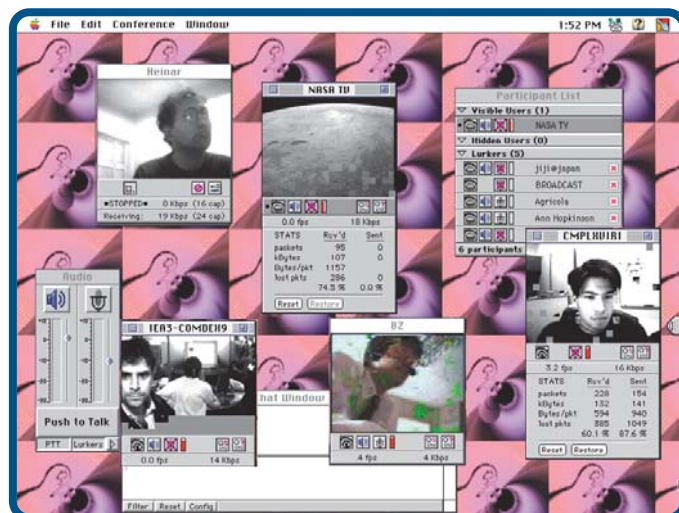 File Edit Conference Window 1:52 PM
Heinar
■STOPPED■ 0 Kbps (16 cap)
Receiving: 19 Kbps (24 cap)
NASA TV
0.0 fps 18 Kbps
STATS Rcv'd Sent
packets 95 0
kBytes 107 0
Bytes/pkt 1157
lost pkts 286 0
74.5 % 0.0 %
Reset Restore
Participant List
Visible Users (1)
NASA TV
Hidden Users (0)
Lurkers (5)
jiji@japan
BROADCAST
Agricola
Ann Hopkinson
6 participants
CMPLXVIRI
3.2 fps 16 Kbps
STATS Rcv'd Sent
packets 228 154
kBytes 132 141
Bytes/pkt 594 940
lost pkts 385 1049
60.1 % 87.6 %
Reset Restore
Audio
Push to Talk
PTT Lurkers
IEA3-COMDEX9
0.0 fps 14 Kbps
BZ
4 fps 4 Kbps
hat Window
Filter Reset Config